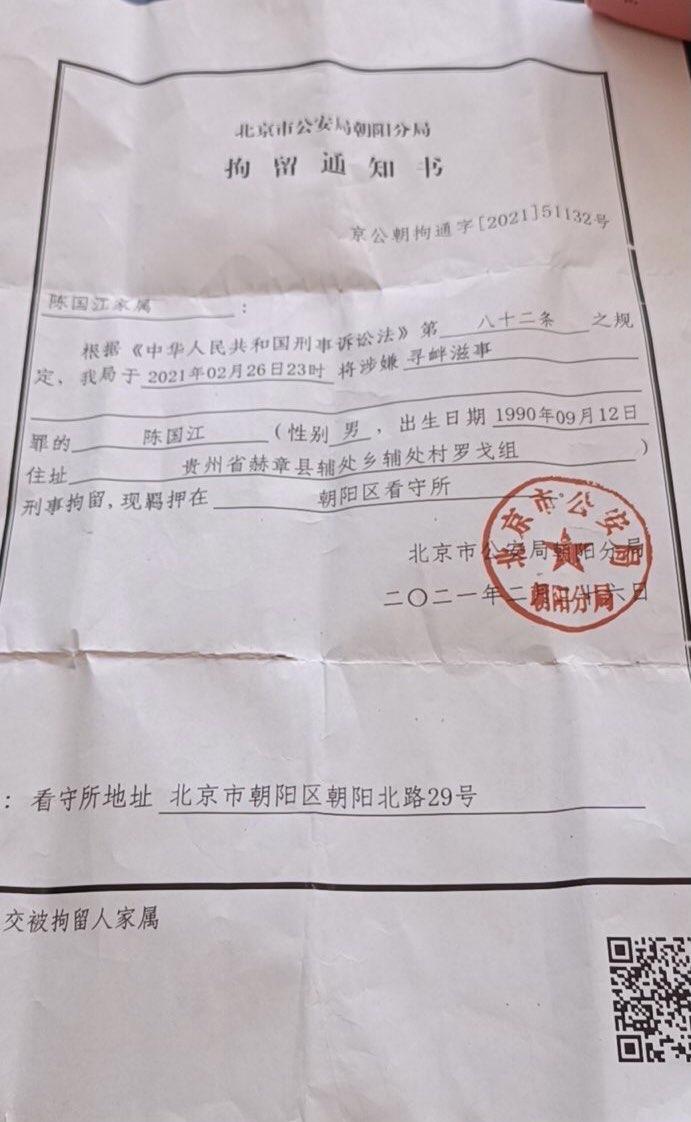 北京市公安局朝阳分局
拘留通知书
京公朝拘通字[2021]51132号
陈国江家属：
根据《中华人民共和国刑事诉讼法》第八十二条之规
定，我局于2021年02月26日23时将涉嫌寻衅滋事
罪的陈国江（性别男，出生日期1990年09月12日
住址贵州省赫章县辅处乡辅处村罗戈组）
刑事拘留，现羁押在朝阳区看守所。
北京市公安局朝阳分局
二〇二一年二月二十六日
北京市公安局
朝阳分局
：看守所地址 北京市朝阳区朝阳北路29号
交被拘留人家属